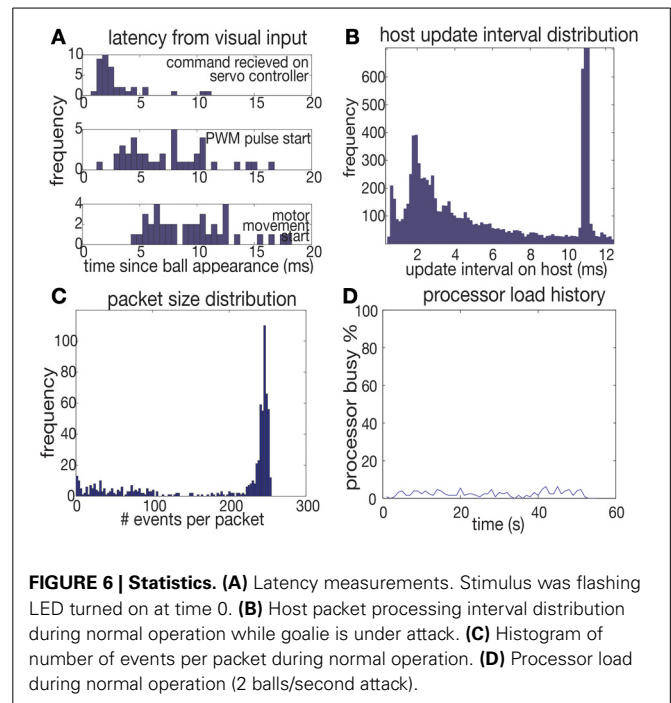 A latency from visual input
10
5
0
command recieved on
servo controller
0 5 10 15 20
5
0
PWM pulse start
0 5 10 15 20
4
2
0
motor
movement
start
0 5 10 15 20
frequency
time since ball appearance (ms)
B host update interval distribution
600
500
400
300
200
100
frequency
2 4 6 8 10 12
update interval on host (ms)
C packet size distribution
100
80
60
40
20
0
frequency
0 100 200 300
# events per packet
D processor load history
100
80
60
40
20
0
processor busy %
0 20 40 60
time (s)
FIGURE 6 | Statistics. (A) Latency measurements. Stimulus was flashing
LED turned on at time 0. (B) Host packet processing interval distribution
during normal operation while goalie is under attack. (C) Histogram of
number of events per packet during normal operation. (D) Processor load
during normal operation (2 balls/second attack).